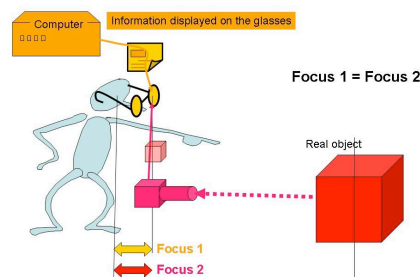 Computer
Information displayed on the glasses
Focus 1 = Focus 2
Real object
Focus 1
Focus 2